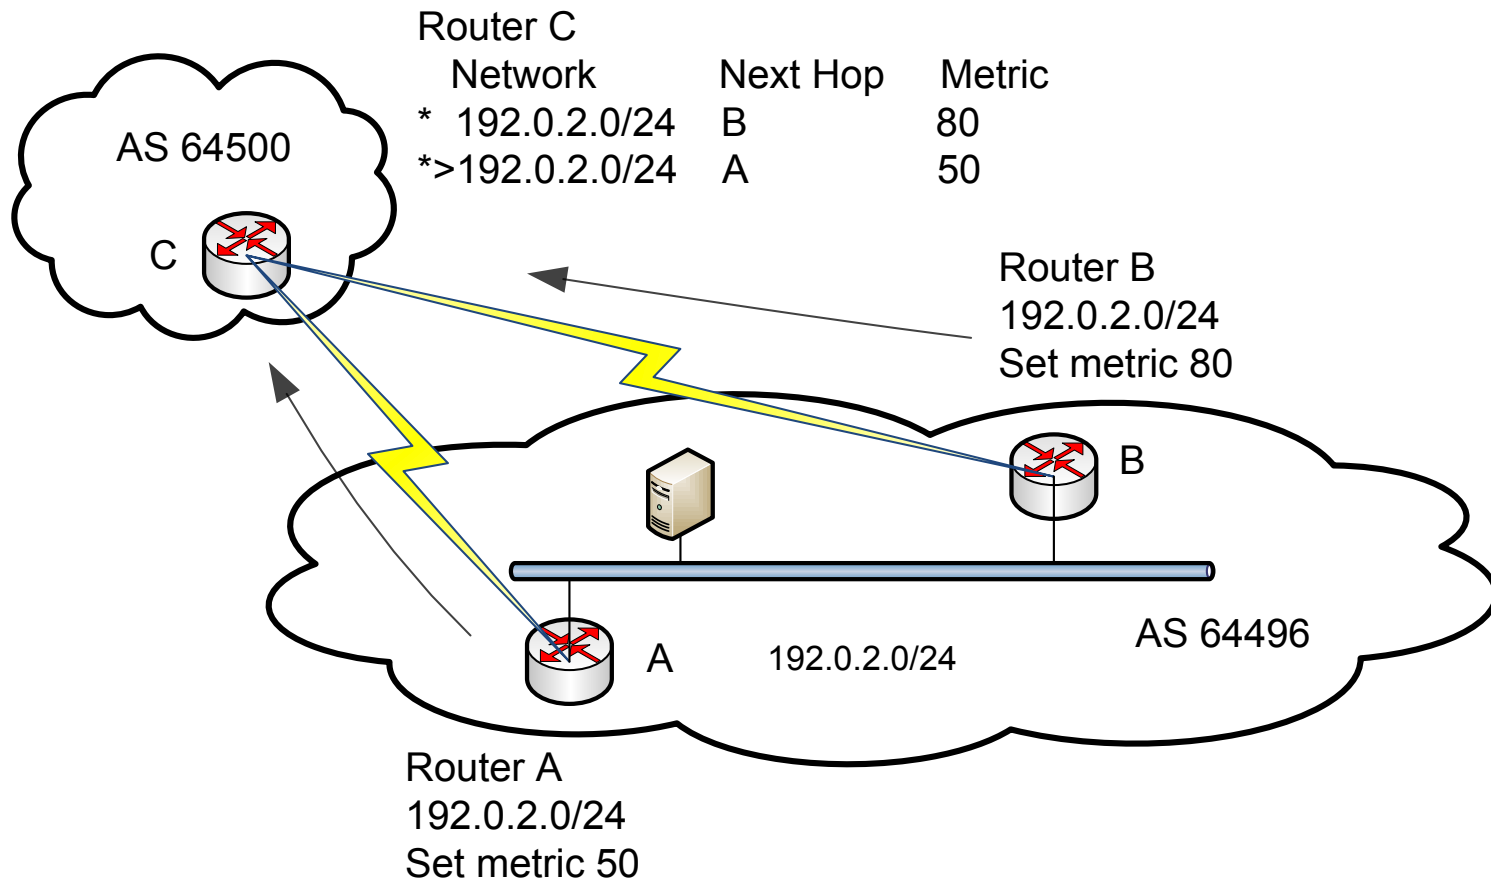 Router C
Network Next Hop Metric
* 192.0.2.0/24 B 80
*>192.0.2.0/24 A 50
AS 64500
C
Router B
192.0.2.0/24
Set metric 80
B
AS 64496
A
192.0.2.0/24
Router A
192.0.2.0/24
Set metric 50